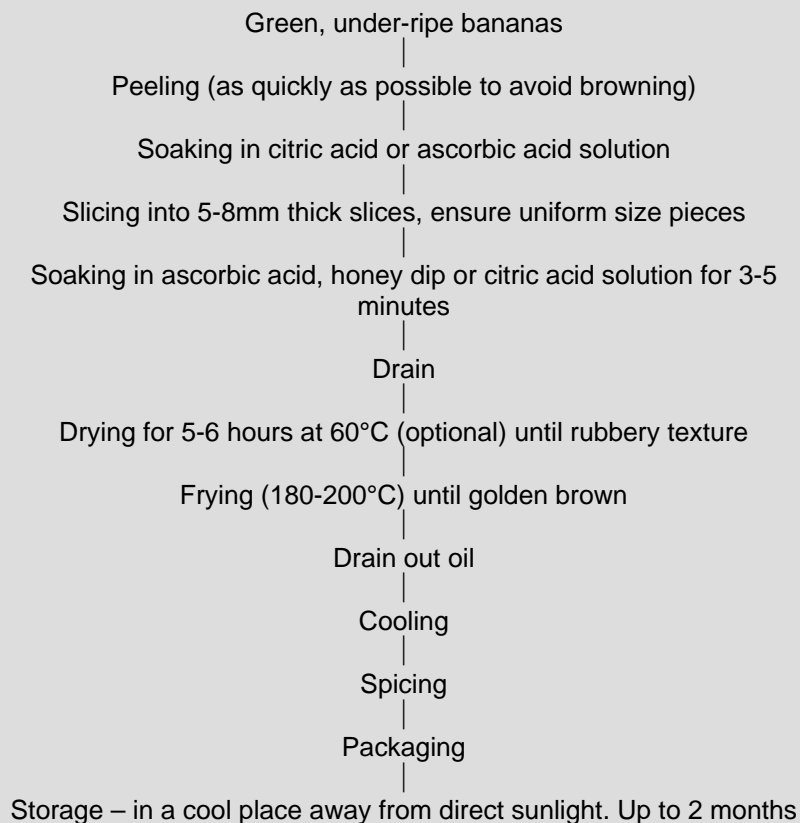 Green, under-ripe bananas
Peeling (as quickly as possible to avoid browning)
Soaking in citric acid or ascorbic acid solution
Slicing into 5-8mm thick slices, ensure uniform size pieces
Soaking in ascorbic acid, honey dip or citric acid solution for 3-5
minutes
Drain
Drying for 5-6 hours at 60°C (optional) until rubbery texture
Frying (180-200°C) until golden brown
Drain out oil
Cooling
Spicing
Packaging
Storage – in a cool place away from direct sunlight. Up to 2 months